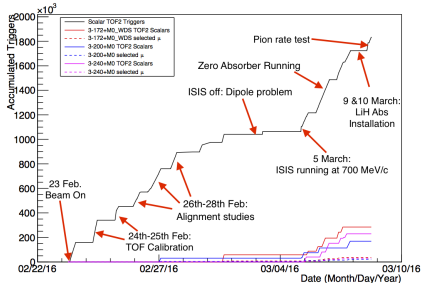 ×10³
Accumulated Triggers
2000
1800
1600
1400
1200
1000
800
600
400
200
0
Scalar TOF2 Triggers
3-172+M0_WDS TOF2 Scalars
3-172+M0_WDS selected μ
3-200+M0 TOF2 Scalars
3-200+M0 selected μ
3-240+M0 TOF2 Scalars
3-240+M0 selected μ
Pion rate test
Zero Absorber Running
ISIS off: Dipole problem
9 &10 March:
LiH Abs
Installation
5 March:
ISIS running at 700 MeV/c
23 Feb.
Beam On
26th-28th Feb:
Alignment studies
24th-25th Feb:
TOF Calibration
02/22/16
02/27/16
03/04/16
03/10/16
Date (Month/Day/Year)